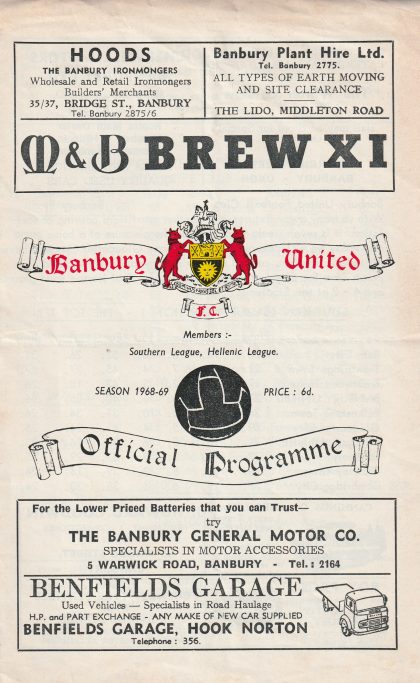 HOODS
THE BANBURY IRONMONGERS
Wholesale and Retail Ironmongers
Builders' Merchants
35/37, BRIDGE ST., BANBURY
Tel. Banbury 2875/6
Banbury Plant Hire Ltd.
Tel. Banbury 2775.
ALL TYPES OF EARTH MOVING
AND SITE CLEARANCE
THE LIDO, MIDDLETON ROAD
M & B BREW XI
Banbury United
F.C.
Members :-
Southern League, Hellenic League.
SEASON 1968-69 PRICE : 6d.
Official Programme
For the Lower Priced Batteries that you can Trust—
try
THE BANBURY GENERAL MOTOR CO.
SPECIALISTS IN MOTOR ACCESSORIES
5 WARWICK ROAD, BANBURY - Tel. : 2164
BENFIELDS GARAGE
Used Vehicles — Specialists in Road Haulage
H.P. and PART EXCHANGE - ANY MAKE OF NEW CAR SUPPLIED
BENFIELDS GARAGE, HOOK NORTON
Telephone : 356.